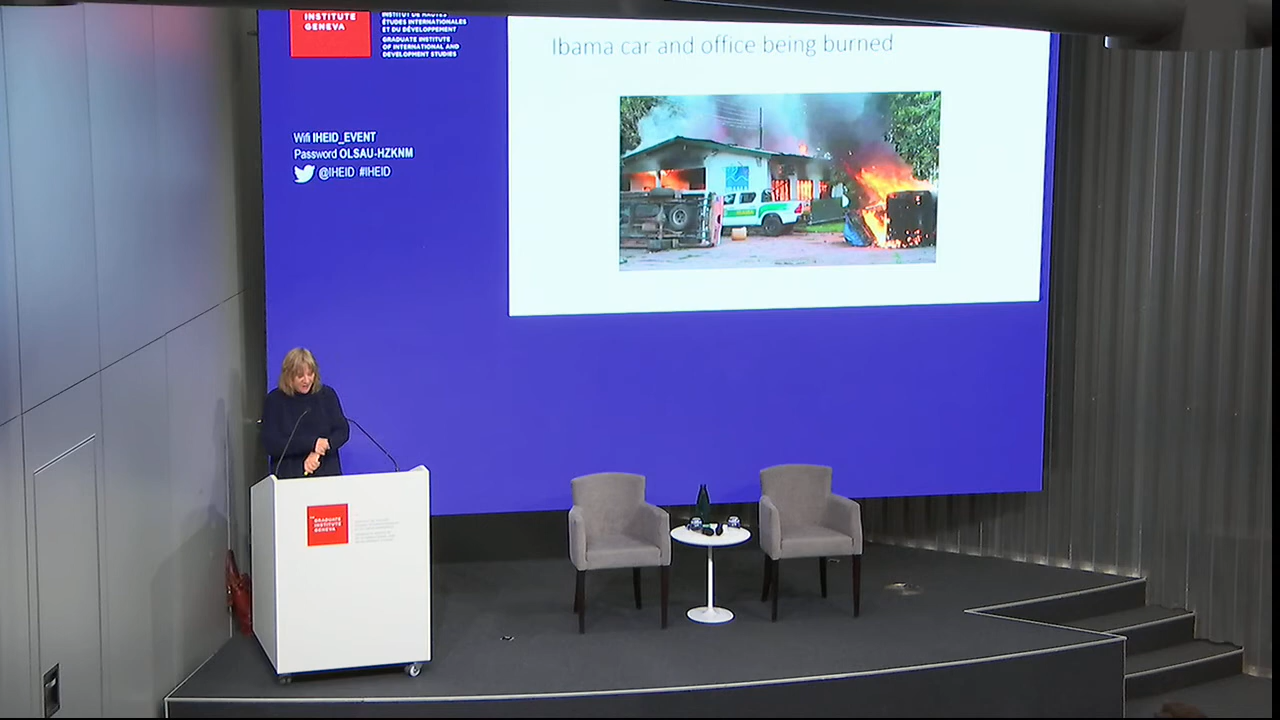 INSTITUTE
GENEVA
INSTITUT DE HAUTES
ÉTUDES INTERNATIONALES
ET DU DÉVELOPPEMENT
GRADUATE INSTITUTE
OF INTERNATIONAL AND
DEVELOPMENT STUDIES
Ibama car and office being burned
Wifi IHEID_EVENT
Password OLSAU-HZKNM
@IHEID #IHEID
GRADUATE
INSTITUTE
GENEVA